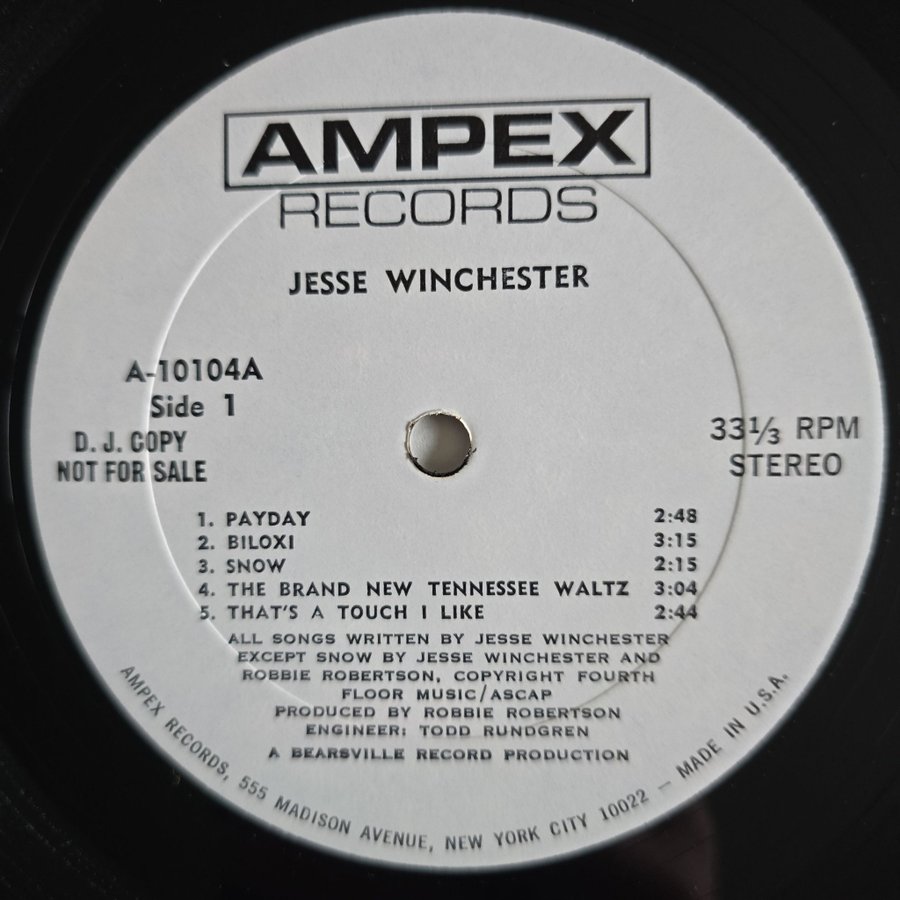 AMPEX
RECORDS
JESSE WINCHESTER
A-10104A
Side 1
D. J. COPY
NOT FOR SALE
33⅓ RPM
STEREO
1. PAYDAY 2:48
2. BILOXI 3:15
3. SNOW 2:15
4. THE BRAND NEW TENNESSEE WALTZ 3:04
5. THAT'S A TOUCH I LIKE 2:44
ALL SONGS WRITTEN BY JESSE WINCHESTER
EXCEPT SNOW BY JESSE WINCHESTER AND
ROBBIE ROBERTSON, COPYRIGHT FOURTH
FLOOR MUSIC/ASCAP
PRODUCED BY ROBBIE ROBERTSON
ENGINEER: TODD RUNDGREN
A BEARSVILLE RECORD PRODUCTION
AMPEX RECORDS, 555 MADISON AVENUE, NEW YORK CITY 10022 — MADE IN U.S.A.